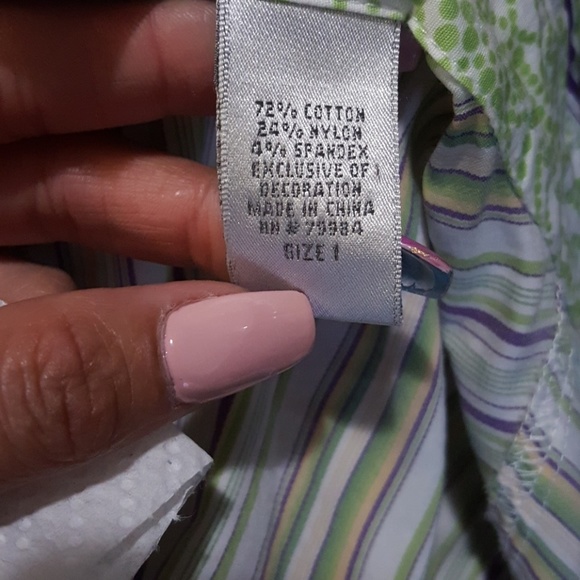 72% COTTON
24% NYLON
4% SPANDEX
EXCLUSIVE OF
DECORATION
MADE IN CHINA
RN # 79984
SIZE 1